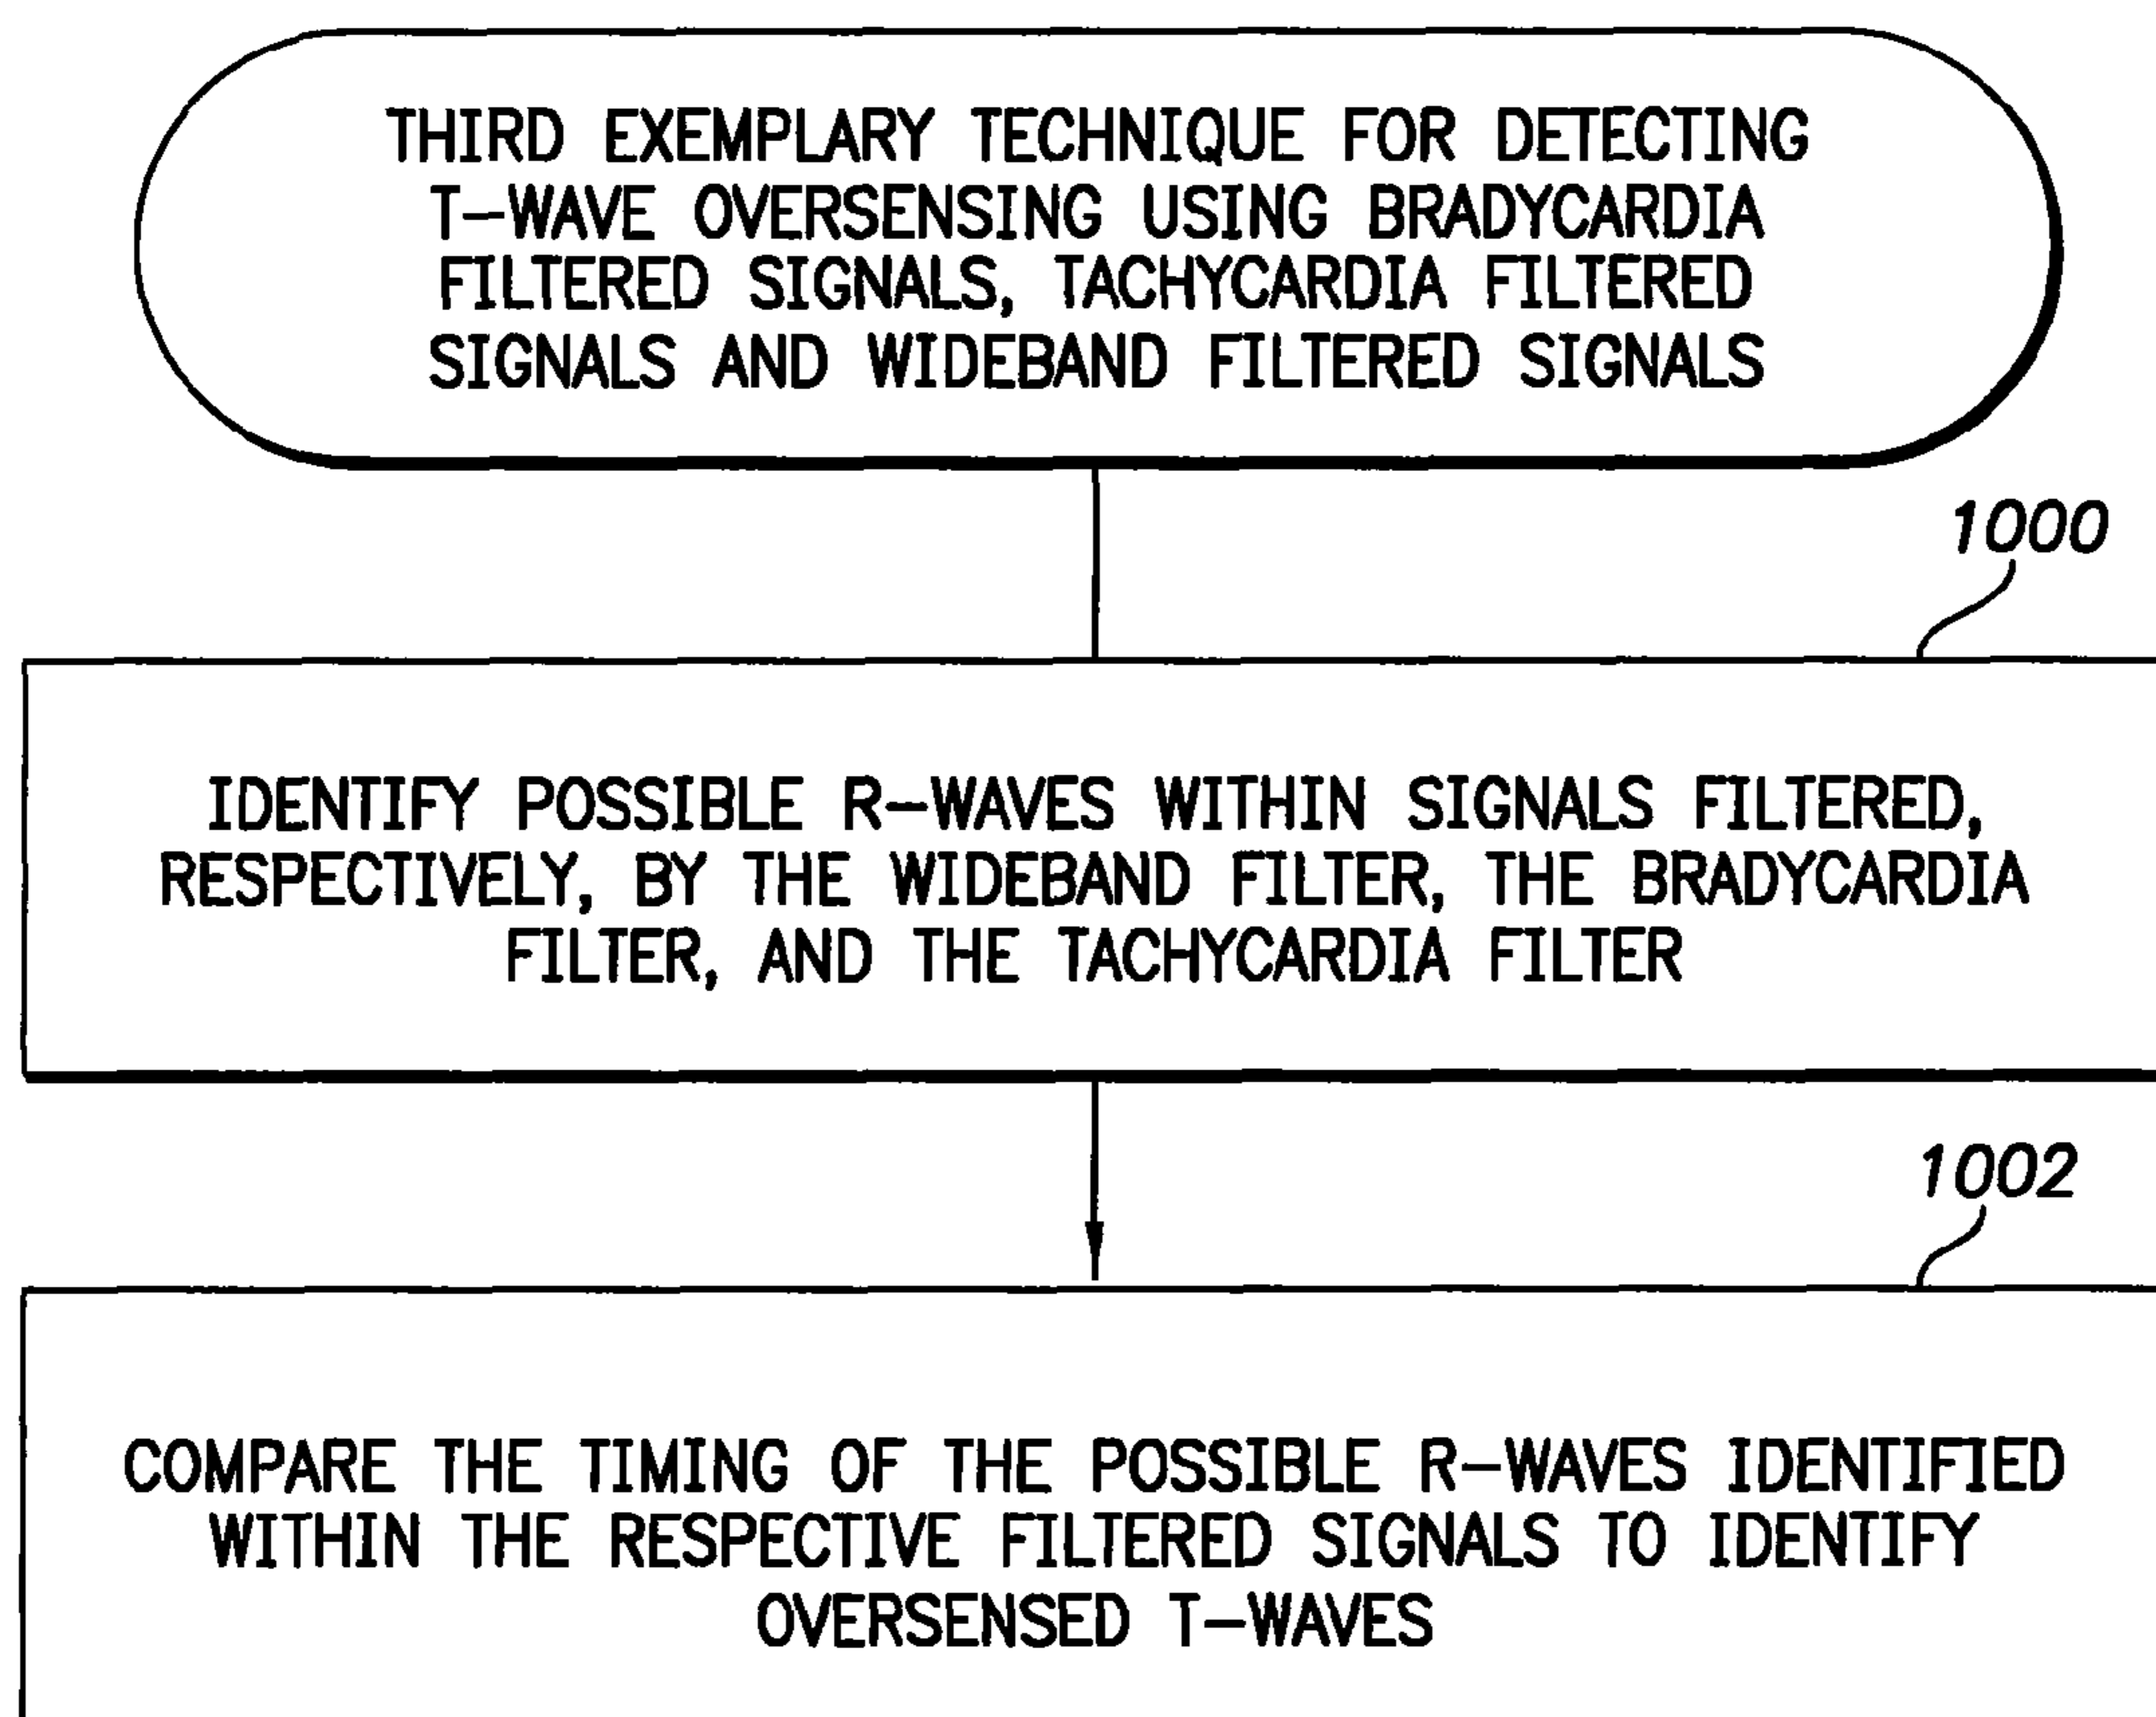 THIRD EXEMPLARY TECHNIQUE FOR DETECTING
T-WAVE OVERSENSING USING BRADYCARDIA
FILTERED SIGNALS, TACHYCARDIA FILTERED
SIGNALS AND WIDEBAND FILTERED SIGNALS
1000
IDENTIFY POSSIBLE R-WAVES WITHIN SIGNALS FILTERED,
RESPECTIVELY, BY THE WIDEBAND FILTER, THE BRADYCARDIA
FILTER, AND THE TACHYCARDIA FILTER
1002
COMPARE THE TIMING OF THE POSSIBLE R-WAVES IDENTIFIED
WITHIN THE RESPECTIVE FILTERED SIGNALS TO IDENTIFY
OVERSENSED T-WAVES